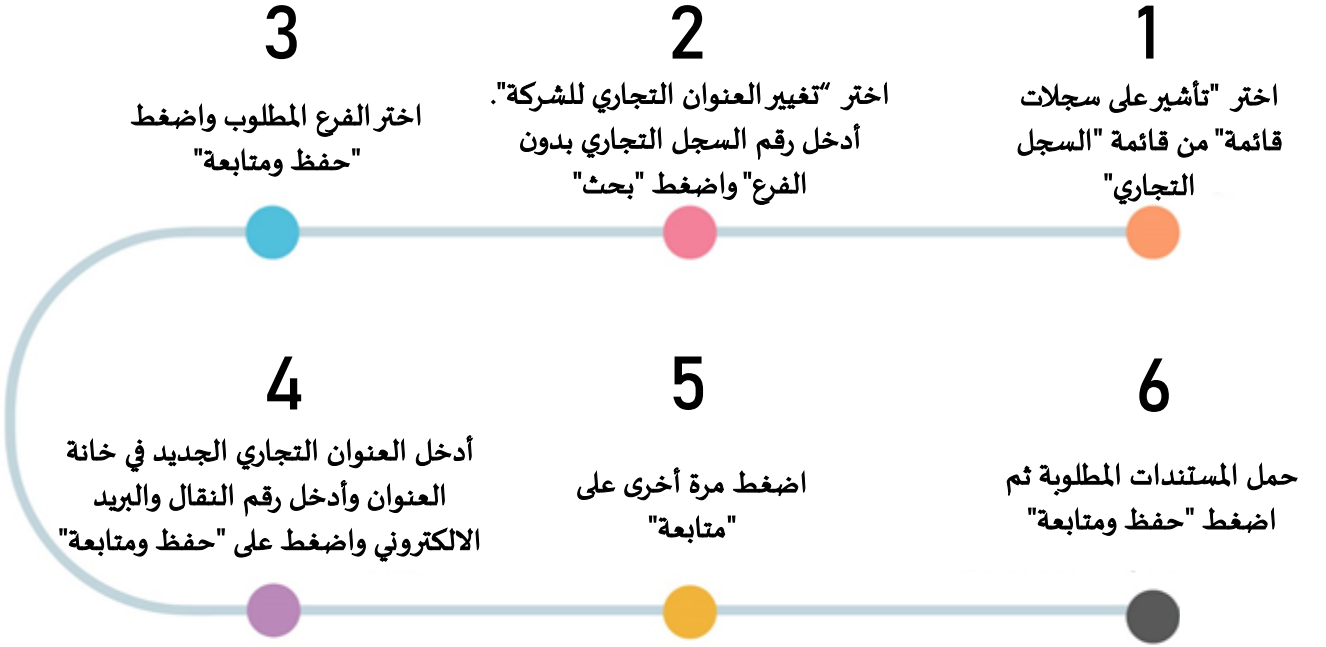 1
اختر "تأشير على سجلات
قائمة" من قائمة "السجل
التجاري"
2
اختر “تغيير العنوان التجاري للشركة".
أدخل رقم السجل التجاري بدون
الفرع" واضغط "بحث"
3
اختر الفرع المطلوب واضغط
"حفظ ومتابعة"
4
أدخل العنوان التجاري الجديد في خانة
العنوان وأدخل رقم النقال والبريد
الالكتروني واضغط على "حفظ ومتابعة"
5
اضغط مرة أخرى على
"متابعة"
6
حمل المستندات المطلوبة ثم
اضغط "حفظ ومتابعة"